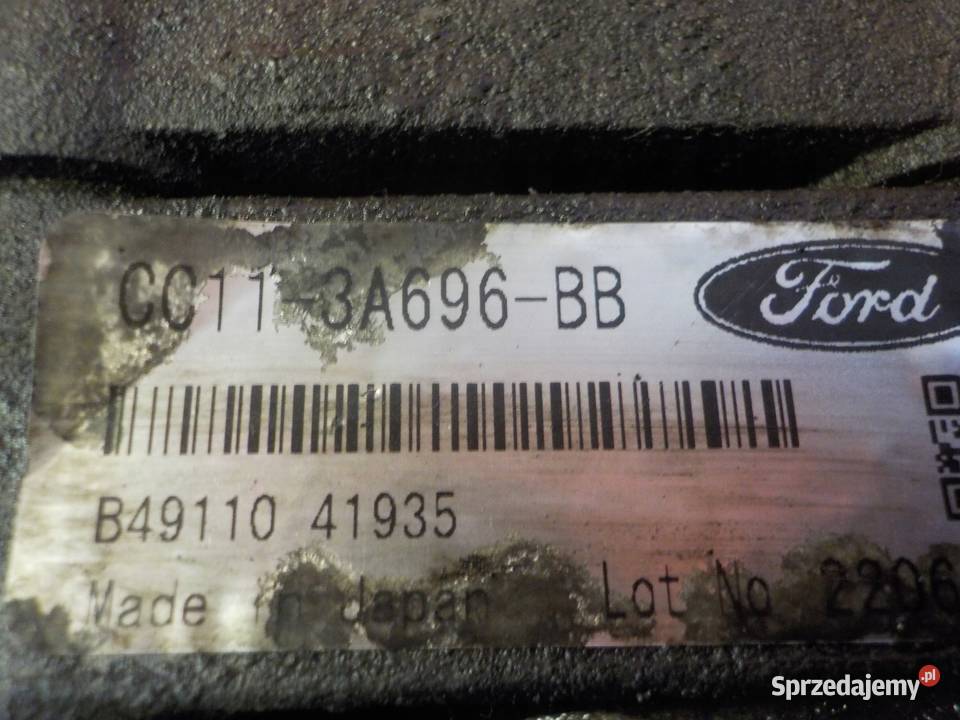 CC11-3A696-BB
Ford
B49110 41935
Made in Japan Lot No 2206
Sprzedajemy.pl